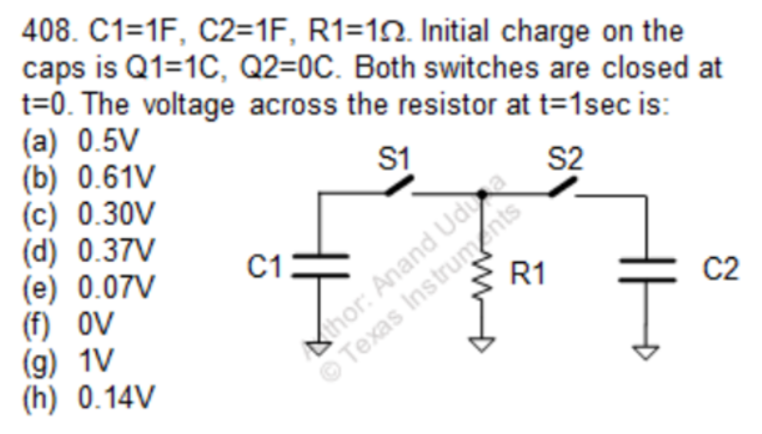 408. C1=1F, C2=1F, R1=1Ω. Initial charge on the
caps is Q1=1C, Q2=0C. Both switches are closed at
t=0. The voltage across the resistor at t=1sec is:
(a) 0.5V
(b) 0.61V
(c) 0.30V
(d) 0.37V
(e) 0.07V
(f) 0V
(g) 1V
(h) 0.14V
S1
S2
C1
R1
C2
Author: Anand Udupa
© Texas Instruments